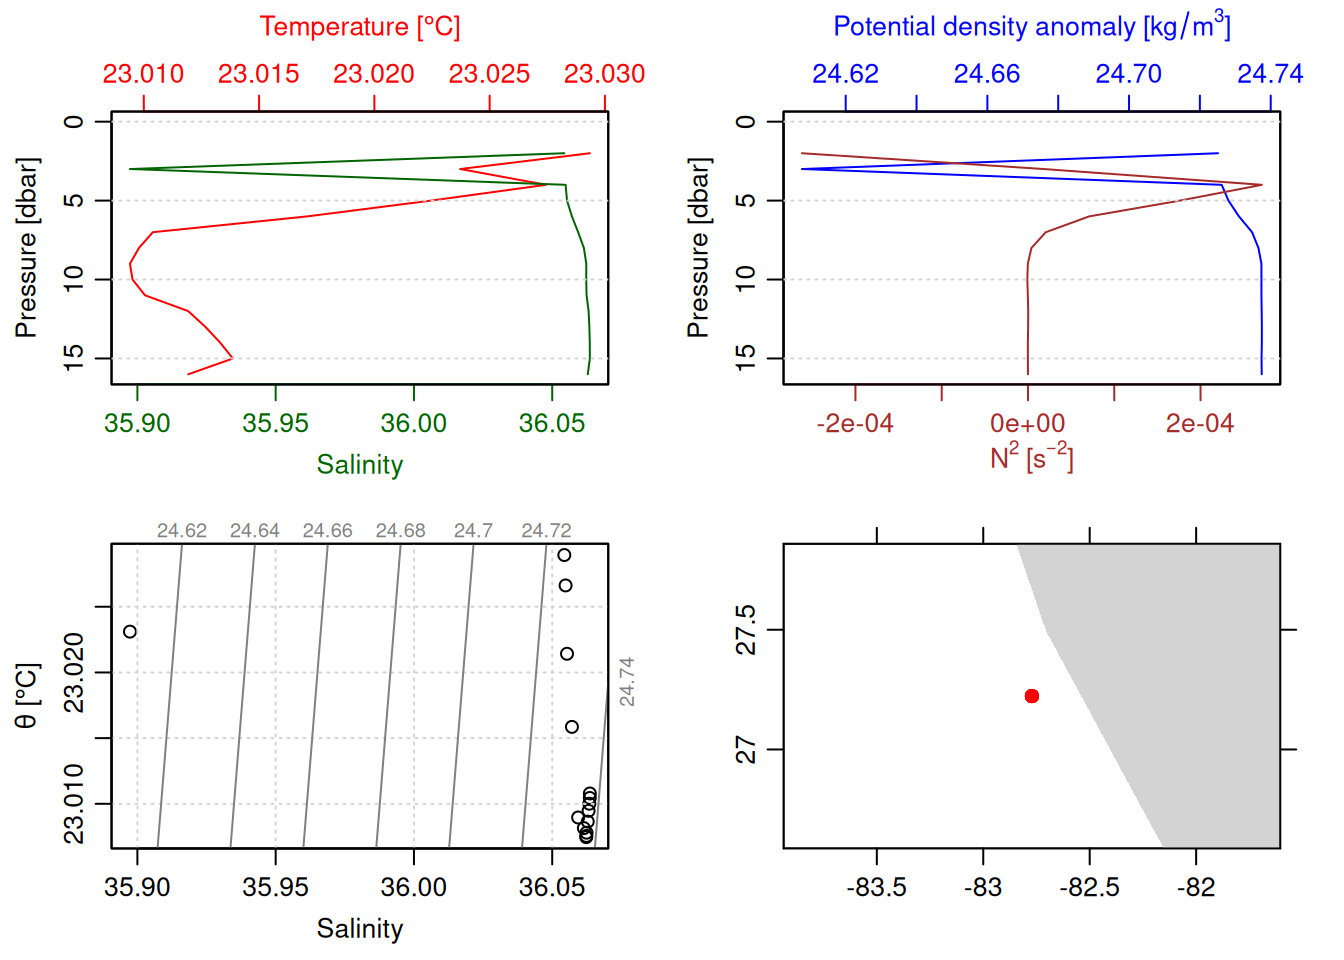 Temperature [°C]
23.010 23.015 23.020 23.025 23.030
0
5
10
15
Pressure [dbar]
35.90 35.95 36.00 36.05
Salinity
Potential density anomaly [kg/m³]
24.62 24.66 24.70 24.74
0
5
10
15
Pressure [dbar]
-2e-04 0e+00 2e-04
N² [s⁻²]
24.62 24.64 24.66 24.68 24.7 24.72
24.74
23.020
23.010
θ [°C]
35.90 35.95 36.00 36.05
Salinity
27.5
27
-83.5 -83 -82.5 -82